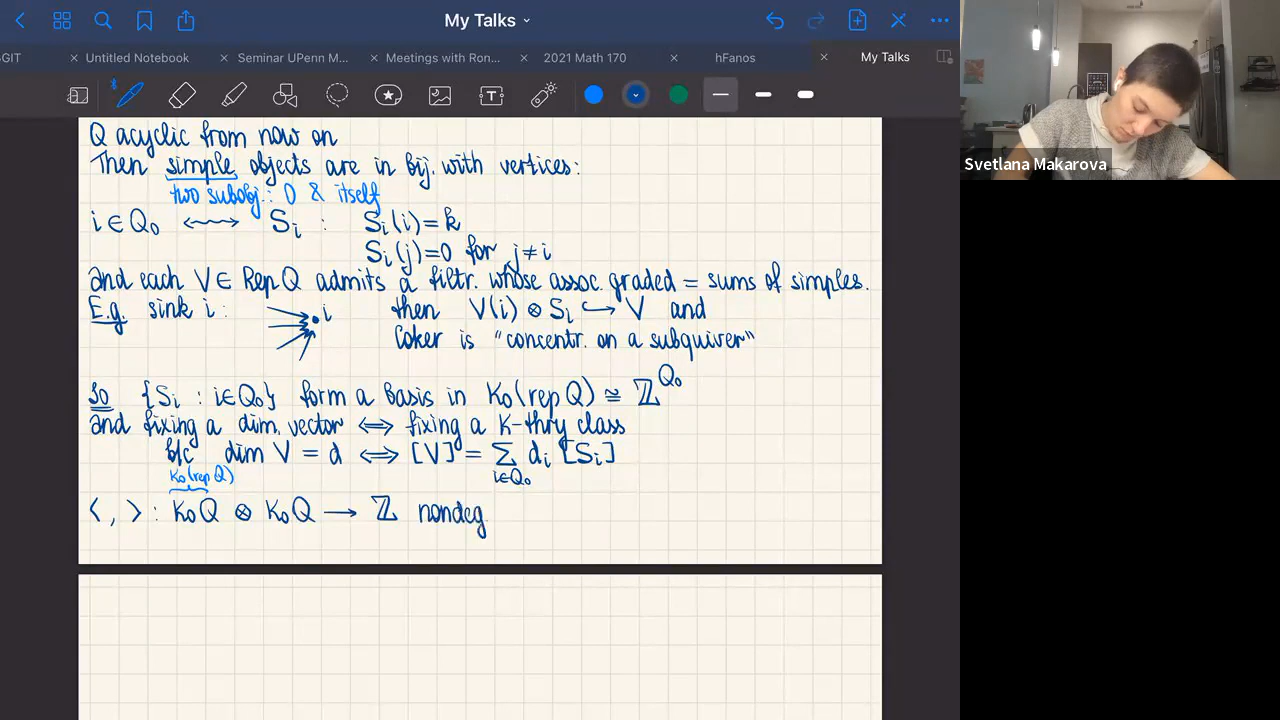 My Talks
GIT
Untitled Notebook
Seminar UPenn M...
Meetings with Ron...
2021 Math 170
hFanos
My Talks
Svetlana Makarova
Q acyclic from now on
Then simple objects are in bij. with vertices:
two subobj.: 0 & itself
i ∈ Q₀ ⟷ Sᵢ : Sᵢ(i) = k
Sᵢ(j) = 0 for j ≠ i
and each V ∈ Rep Q admits a filtr. whose assoc. graded = sums of simples.
E.g. sink i : i then V(i) ⊗ Sᵢ ↪ V and
Coker is "concentr. on a subquiver"
So {Sᵢ : i ∈ Q₀} form a basis in K₀(rep Q) ≅ ℤ^Q₀
and fixing a dim. vector ⟺ fixing a K-thry class
b/c dim V = d ⟺ [V] = Σ_{i∈Q₀} dᵢ [Sᵢ]
K₀(rep Q)
< , > : K₀Q ⊗ K₀Q ⟶ ℤ nondeg.